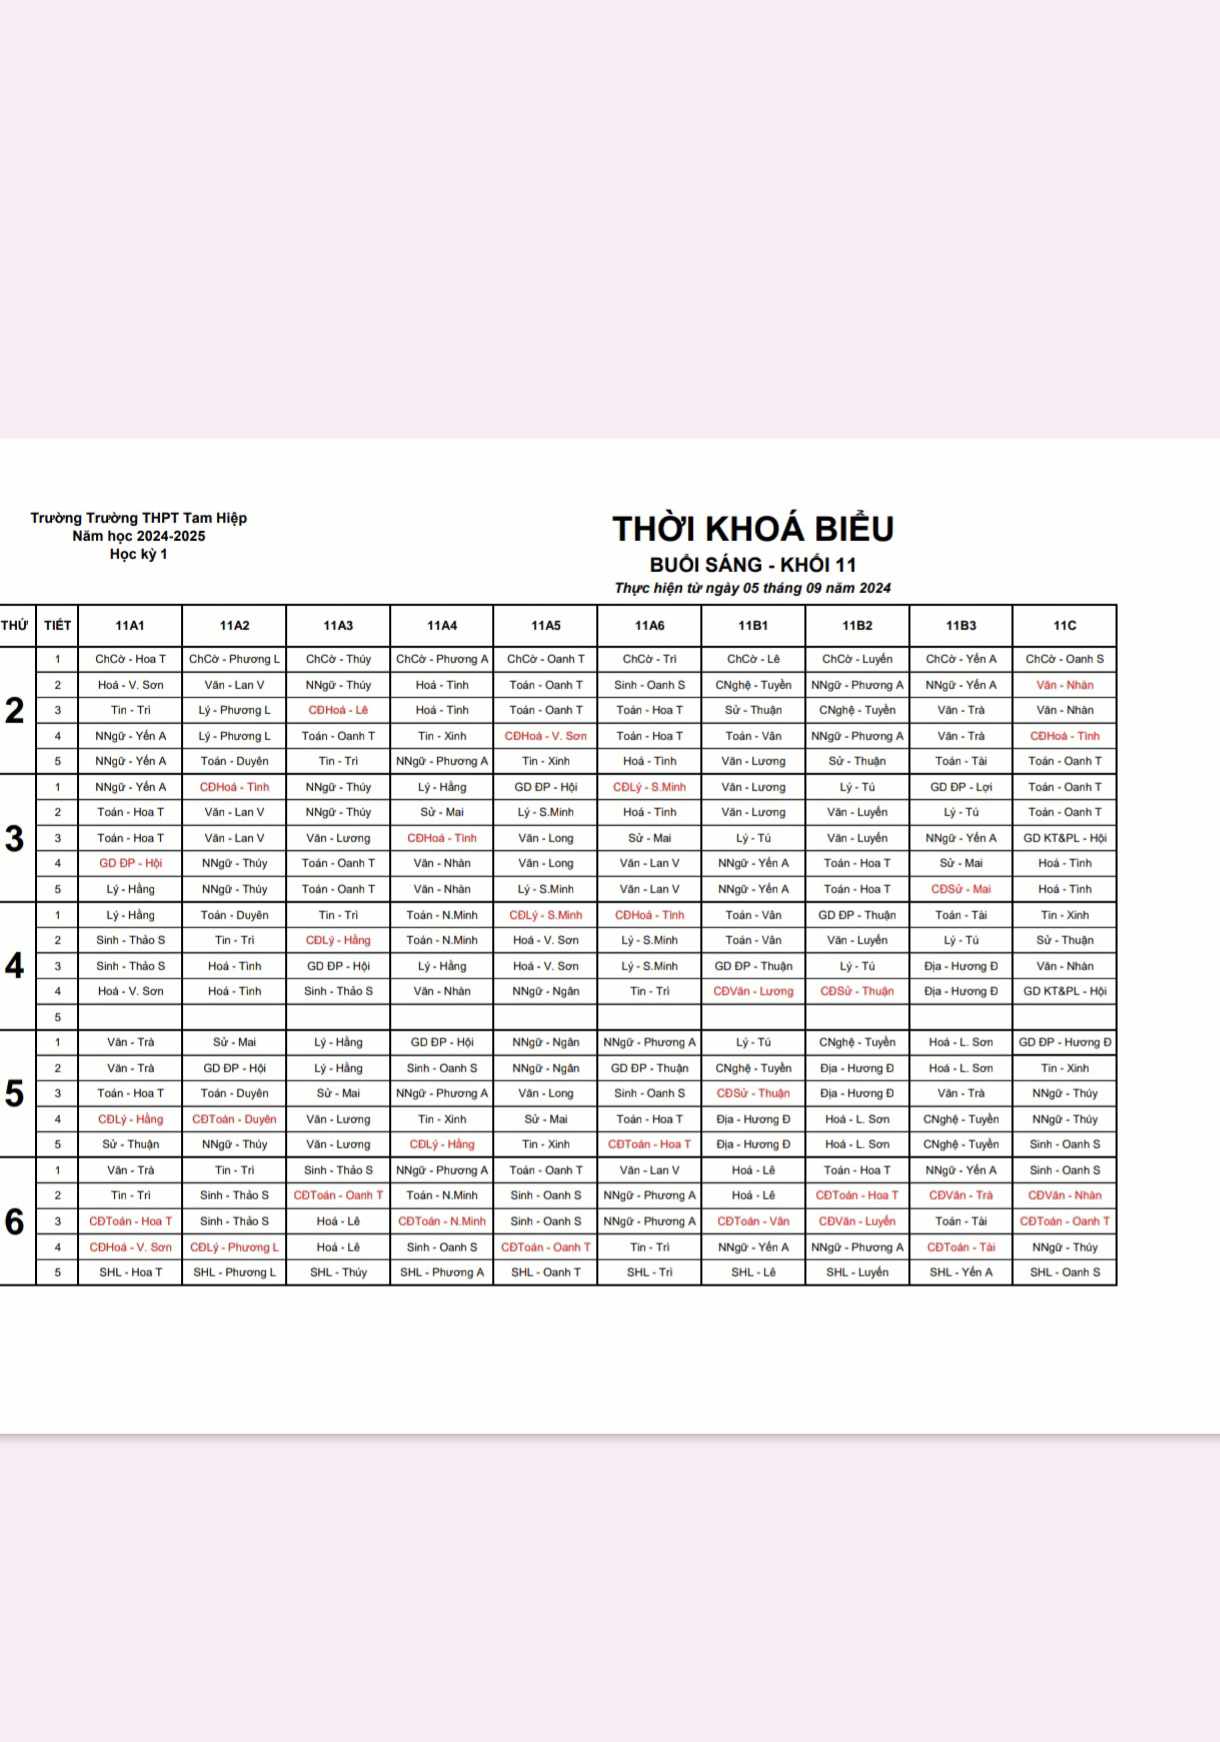 Trường Trường THPT Tam Hiệp
Năm học 2024-2025
Học kỳ 1
THỜI KHOÁ BIỂU
BUỔI SÁNG - KHỐI 11
Thực hiện từ ngày 05 tháng 09 năm 2024
THỨ TIẾT 11A1 11A2 11A3 11A4 11A5 11A6 11B1 11B2 11B3 11C
2
1 ChCờ - Hoa T ChCờ - Phương L ChCờ - Thúy ChCờ - Phương A ChCờ - Oanh T ChCờ - Trì ChCờ - Lê ChCờ - Luyến ChCờ - Yến A ChCờ - Oanh S
2 Hoá - V. Sơn Văn - Lan V NNgữ - Thúy Hoá - Tình Toán - Oanh T Sinh - Oanh S CNghệ - Tuyền NNgữ - Phương A NNgữ - Yến A Văn - Nhàn
3 Tin - Trì Lý - Phương L CĐHoá - Lê Hoá - Tình Toán - Oanh T Toán - Hoa T Sử - Thuận CNghệ - Tuyền Văn - Trà Văn - Nhàn
4 NNgữ - Yến A Lý - Phương L Toán - Oanh T Tin - Xinh CĐHoá - V. Sơn Toán - Hoa T Toán - Văn NNgữ - Phương A Văn - Trà CĐHoá - Tình
5 NNgữ - Yến A Toán - Duyên Tin - Trì NNgữ - Phương A Tin - Xinh Hoá - Tình Văn - Lương Sử - Thuận Toán - Tài Toán - Oanh T
3
1 NNgữ - Yến A CĐHoá - Tình NNgữ - Thúy Lý - Hằng GD ĐP - Hội CĐLý - S.Minh Văn - Lương Lý - Tú GD ĐP - Lợi Toán - Oanh T
2 Toán - Hoa T Văn - Lan V NNgữ - Thúy Sử - Mai Lý - S.Minh Hoá - Tình Văn - Lương Văn - Luyến Lý - Tú Toán - Oanh T
3 Toán - Hoa T Văn - Lan V Văn - Lương CĐHoá - Tình Văn - Long Sử - Mai Lý - Tú Văn - Luyến NNgữ - Yến A GD KT&PL - Hội
4 GD ĐP - Hội NNgữ - Thúy Toán - Oanh T Văn - Nhàn Văn - Long Văn - Lan V NNgữ - Yến A Toán - Hoa T Sử - Mai Hoá - Tình
5 Lý - Hằng NNgữ - Thúy Toán - Oanh T Văn - Nhàn Lý - S.Minh Văn - Lan V NNgữ - Yến A Toán - Hoa T CĐSử - Mai Hoá - Tình
4
1 Lý - Hằng Toán - Duyên Tin - Trì Toán - N.Minh CĐLý - S.Minh CĐHoá - Tình Toán - Văn GD ĐP - Thuận Toán - Tài Tin - Xinh
2 Sinh - Thảo S Tin - Trì CĐLý - Hằng Toán - N.Minh Hoá - V. Sơn Lý - S.Minh Toán - Văn Văn - Luyến Lý - Tú Sử - Thuận
3 Sinh - Thảo S Hoá - Tình GD ĐP - Hội Lý - Hằng Hoá - V. Sơn Lý - S.Minh GD ĐP - Thuận Lý - Tú Địa - Hương Đ Văn - Nhàn
4 Hoá - V. Sơn Hoá - Tình Sinh - Thảo S Văn - Nhàn NNgữ - Ngân Tin - Trì CĐVăn - Lương CĐSử - Thuận Địa - Hương Đ GD KT&PL - Hội
5
5
1 Văn - Trà Sử - Mai Lý - Hằng GD ĐP - Hội NNgữ - Ngân NNgữ - Phương A Lý - Tú CNghệ - Tuyền Hoá - L. Sơn GD ĐP - Hương Đ
2 Văn - Trà GD ĐP - Hội Lý - Hằng Sinh - Oanh S NNgữ - Ngân GD ĐP - Thuận CNghệ - Tuyền Địa - Hương Đ Hoá - L. Sơn Tin - Xinh
3 Toán - Hoa T Toán - Duyên Sử - Mai NNgữ - Phương A Văn - Long Sinh - Oanh S CĐSử - Thuận Địa - Hương Đ Văn - Trà NNgữ - Thúy
4 CĐLý - Hằng CĐToán - Duyên Văn - Lương Tin - Xinh Sử - Mai Toán - Hoa T Địa - Hương Đ Hoá - L. Sơn CNghệ - Tuyền NNgữ - Thúy
5 Sử - Thuận NNgữ - Thúy Văn - Lương CĐLý - Hằng Tin - Xinh CĐToán - Hoa T Địa - Hương Đ Hoá - L. Sơn CNghệ - Tuyền Sinh - Oanh S
6
1 Văn - Trà Tin - Trì Sinh - Thảo S NNgữ - Phương A Toán - Oanh T Văn - Lan V Hoá - Lê Toán - Hoa T NNgữ - Yến A Sinh - Oanh S
2 Tin - Trì Sinh - Thảo S CĐToán - Oanh T Toán - N.Minh Sinh - Oanh S NNgữ - Phương A Hoá - Lê CĐToán - Hoa T CĐVăn - Trà CĐVăn - Nhàn
3 CĐToán - Hoa T Sinh - Thảo S Hoá - Lê CĐToán - N.Minh Sinh - Oanh S NNgữ - Phương A CĐToán - Văn CĐVăn - Luyến Toán - Tài CĐToán - Oanh T
4 CĐHoá - V. Sơn CĐLý - Phương L Hoá - Lê Sinh - Oanh S CĐToán - Oanh T Tin - Trì NNgữ - Yến A NNgữ - Phương A CĐToán - Tài NNgữ - Thúy
5 SHL - Hoa T SHL - Phương L SHL - Thúy SHL - Phương A SHL - Oanh T SHL - Trì SHL - Lê SHL - Luyến SHL - Yến A SHL - Oanh S